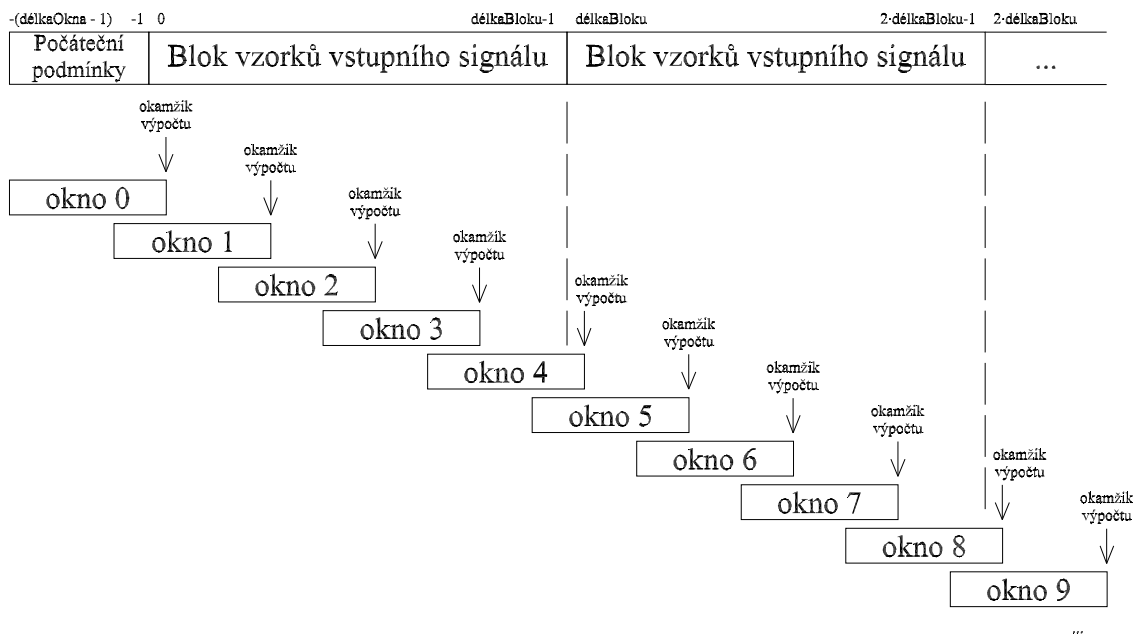 -(délkaOkna - 1) -1 0 délkaBloku-1 délkaBloku 2·délkaBloku-1 2·délkaBloku
Počáteční
podmínky
Blok vzorků vstupního signálu
Blok vzorků vstupního signálu
...
okamžik
výpočtu
okno 0
okamžik
výpočtu
okno 1
okamžik
výpočtu
okno 2
okamžik
výpočtu
okno 3
okamžik
výpočtu
okno 4
okamžik
výpočtu
okno 5
okamžik
výpočtu
okno 6
okamžik
výpočtu
okno 7
okamžik
výpočtu
okno 8
okamžik
výpočtu
okno 9
...